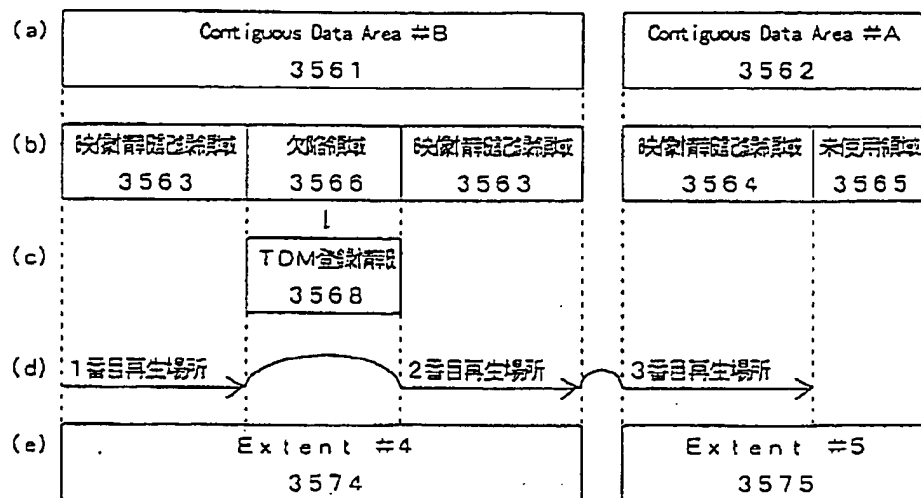 (a)
Contiguous Data Area #B
3561
Contiguous Data Area #A
3562
(b)
映像情報記録領域
3563
欠陥領域
3566
映像情報記録領域
3563
映像情報記録領域
3564
未使用領域
3565
(c)
TDM登録情報
3568
(d)
1番目再生場所
2番目再生場所
3番目再生場所
(e)
Extent #4
3574
Extent #5
3575